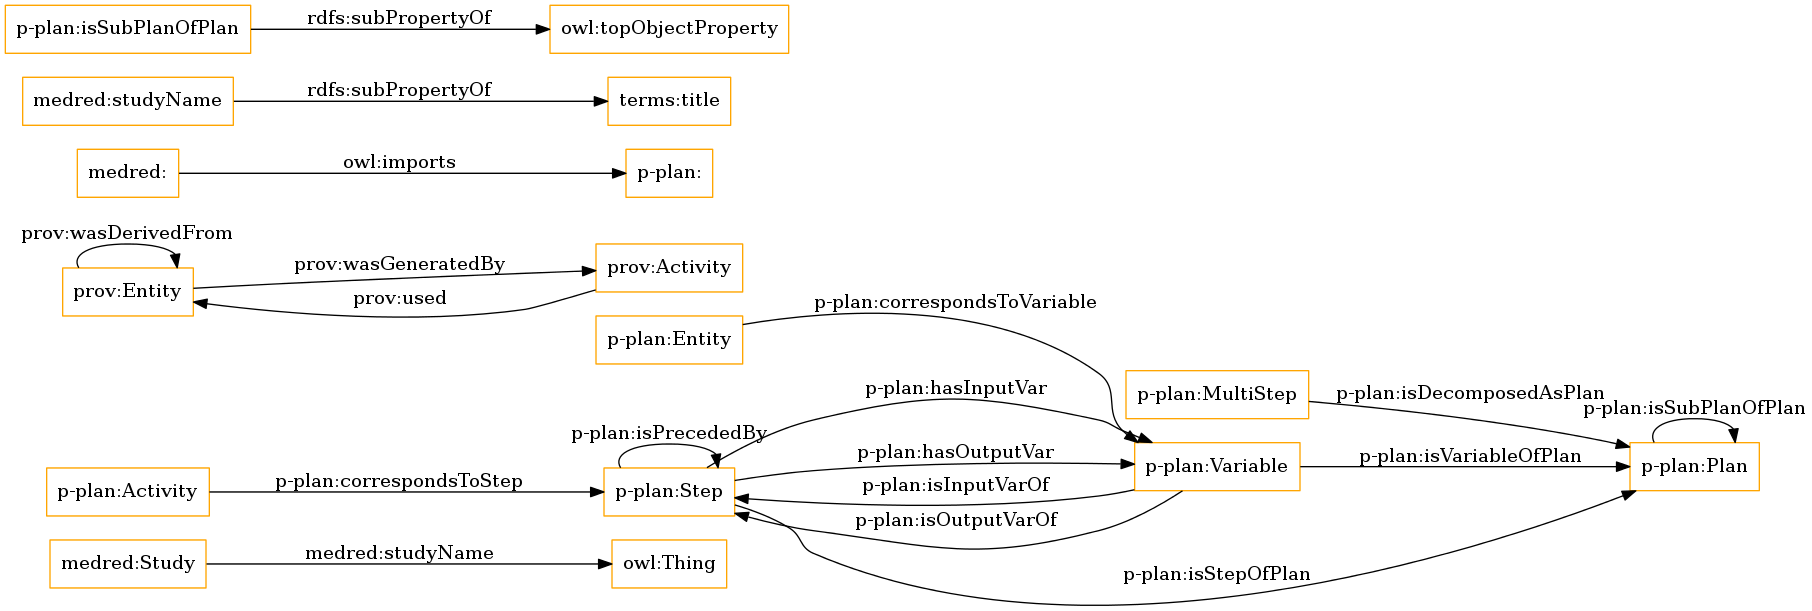 p-plan:isSubPlanOfPlan
rdfs:subPropertyOf
owl:topObjectProperty
medred:studyName
rdfs:subPropertyOf
terms:title
medred:
owl:imports
p-plan:
prov:wasDerivedFrom
prov:Entity
prov:wasGeneratedBy
prov:used
prov:Activity
p-plan:Entity
p-plan:correspondsToVariable
p-plan:MultiStep
p-plan:isDecomposedAsPlan
p-plan:isSubPlanOfPlan
p-plan:hasInputVar
p-plan:isPrecededBy
p-plan:hasOutputVar
p-plan:Variable
p-plan:isVariableOfPlan
p-plan:Plan
p-plan:Activity
p-plan:correspondsToStep
p-plan:Step
p-plan:isInputVarOf
p-plan:isOutputVarOf
medred:Study
medred:studyName
owl:Thing
p-plan:isStepOfPlan